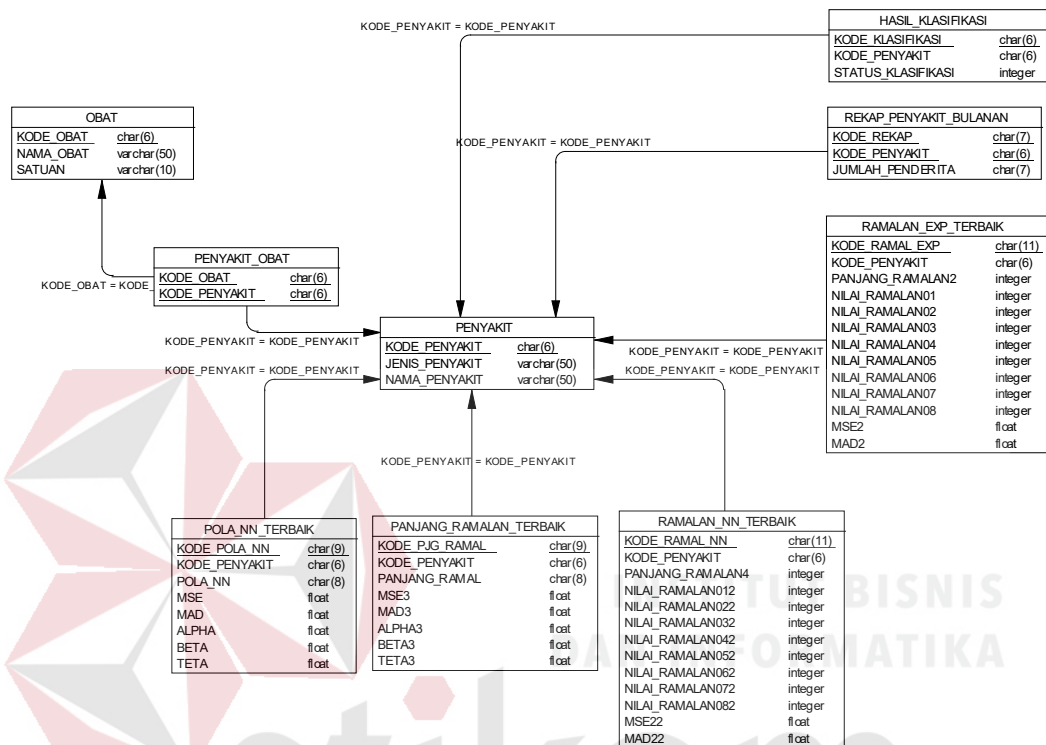 KODE_PENYAKIT = KODE_PENYAKIT
HASIL_KLASIFIKASI
KODE_KLASIFIKASI char(6)
KODE_PENYAKIT char(6)
STATUS_KLASIFIKASI integer
OBAT
KODE_OBAT char(6)
NAMA_OBAT varchar(50)
SATUAN varchar(10)
REKAP_PENYAKIT_BULANAN
KODE_REKAP char(7)
KODE_PENYAKIT char(6)
JUMLAH_PENDERITA char(7)
KODE_PENYAKIT = KODE_PENYAKIT
RAMALAN_EXP_TERBAIK
KODE_RAMAL_EXP char(11)
KODE_PENYAKIT char(6)
PANJANG_RAMALAN2 integer
NILAI_RAMALAN01 integer
NILAI_RAMALAN02 integer
NILAI_RAMALAN03 integer
NILAI_RAMALAN04 integer
NILAI_RAMALAN05 integer
NILAI_RAMALAN06 integer
NILAI_RAMALAN07 integer
NILAI_RAMALAN08 integer
MSE2 float
MAD2 float
PENYAKIT_OBAT
KODE_OBAT char(6)
KODE_PENYAKIT char(6)
KODE_OBAT = KODE_
PENYAKIT
KODE_PENYAKIT char(6)
JENIS_PENYAKIT varchar(50)
NAMA_PENYAKIT varchar(50)
KODE_PENYAKIT = KODE_PENYAKIT
KODE_PENYAKIT = KODE_PENYAKIT
KODE_PENYAKIT = KODE_PENYAKIT
KODE_PENYAKIT = KODE_PENYAKIT
KODE_PENYAKIT = KODE_PENYAKIT
POLA_NN_TERBAIK
KODE_POLA_NN char(9)
KODE_PENYAKIT char(6)
POLA_NN char(8)
MSE float
MAD float
ALPHA float
BETA float
TETA float
PANJANG_RAMALAN_TERBAIK
KODE_PJG_RAMAL char(9)
KODE_PENYAKIT char(6)
PANJANG_RAMAL char(8)
MSE3 float
MAD3 float
ALPHA3 float
BETA3 float
TETA3 float
RAMALAN_NN_TERBAIK
KODE_RAMAL_NN char(11)
KODE_PENYAKIT char(6)
PANJANG_RAMALAN4 integer
NILAI_RAMALAN012 integer
NILAI_RAMALAN022 integer
NILAI_RAMALAN032 integer
NILAI_RAMALAN042 integer
NILAI_RAMALAN052 integer
NILAI_RAMALAN062 integer
NILAI_RAMALAN072 integer
NILAI_RAMALAN082 integer
MSE22 float
MAD22 float
BISNIS